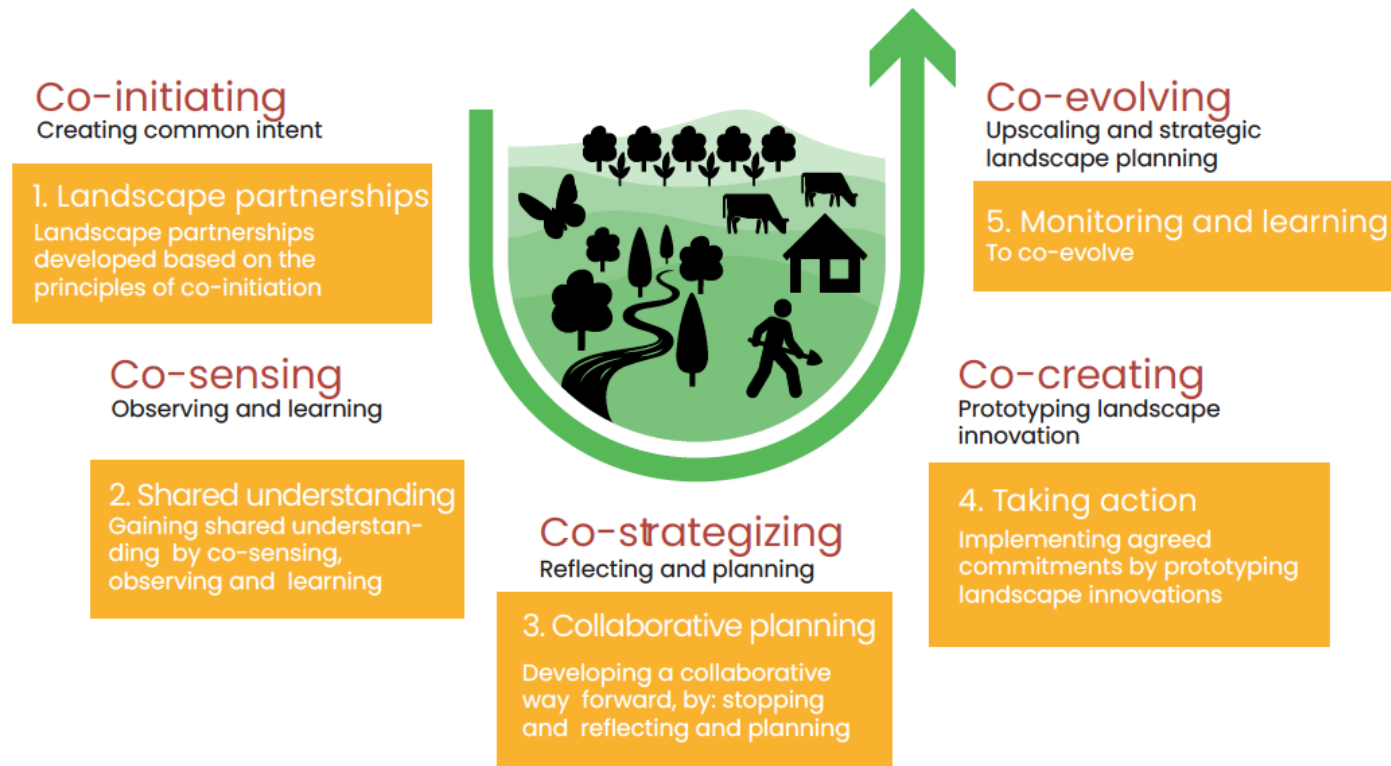 Co-initiating
Creating common intent
1. Landscape partnerships
Landscape partnerships
developed based on the
principles of co-initiation
Co-sensing
Observing and learning
2. Shared understanding
Gaining shared understan-
ding by co-sensing,
observing and learning
Co-strategizing
Reflecting and planning
3. Collaborative planning
Developing a collaborative
way forward, by: stopping
and reflecting and planning
Co-creating
Prototyping landscape
innovation
4. Taking action
Implementing agreed
commitments by prototyping
landscape innovations
Co-evolving
Upscaling and strategic
landscape planning
5. Monitoring and learning
To co-evolve